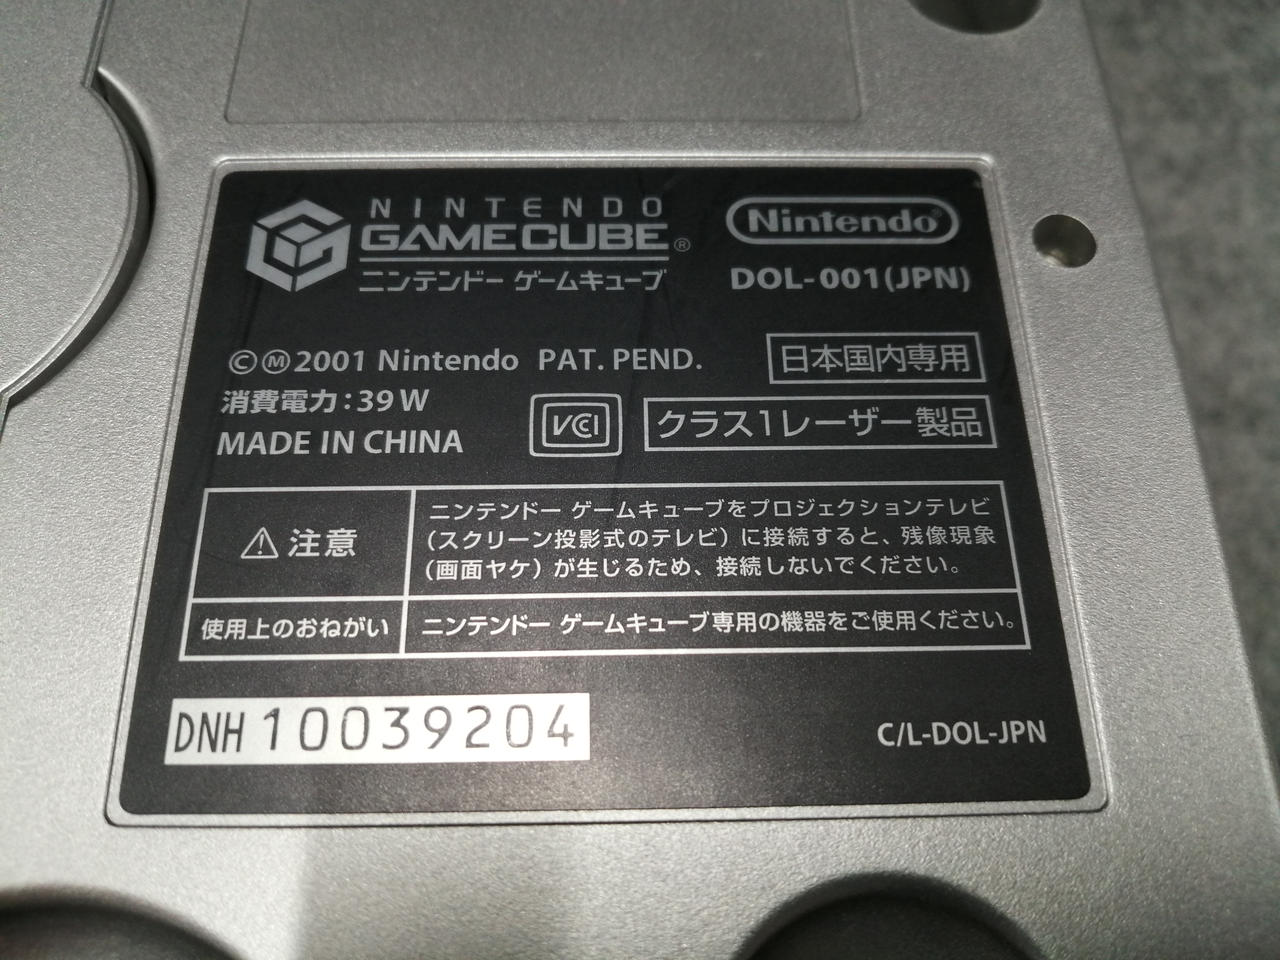 NINTENDO
GAMECUBE®
ニンテンドー ゲームキューブ
Nintendo®
DOL-001(JPN)
©Ⓜ2001 Nintendo PAT. PEND.
日本国内専用
消費電力:39W
MADE IN CHINA
VCI
クラス1レーザー製品
⚠注意
ニンテンドー ゲームキューブをプロジェクションテレビ
(スクリーン投影式のテレビ)に接続すると、残像現象
(画面ヤケ)が生じるため、接続しないでください。
使用上のおねがい
ニンテンドー ゲームキューブ専用の機器をご使用ください。
DNH 10039204
C/L-DOL-JPN